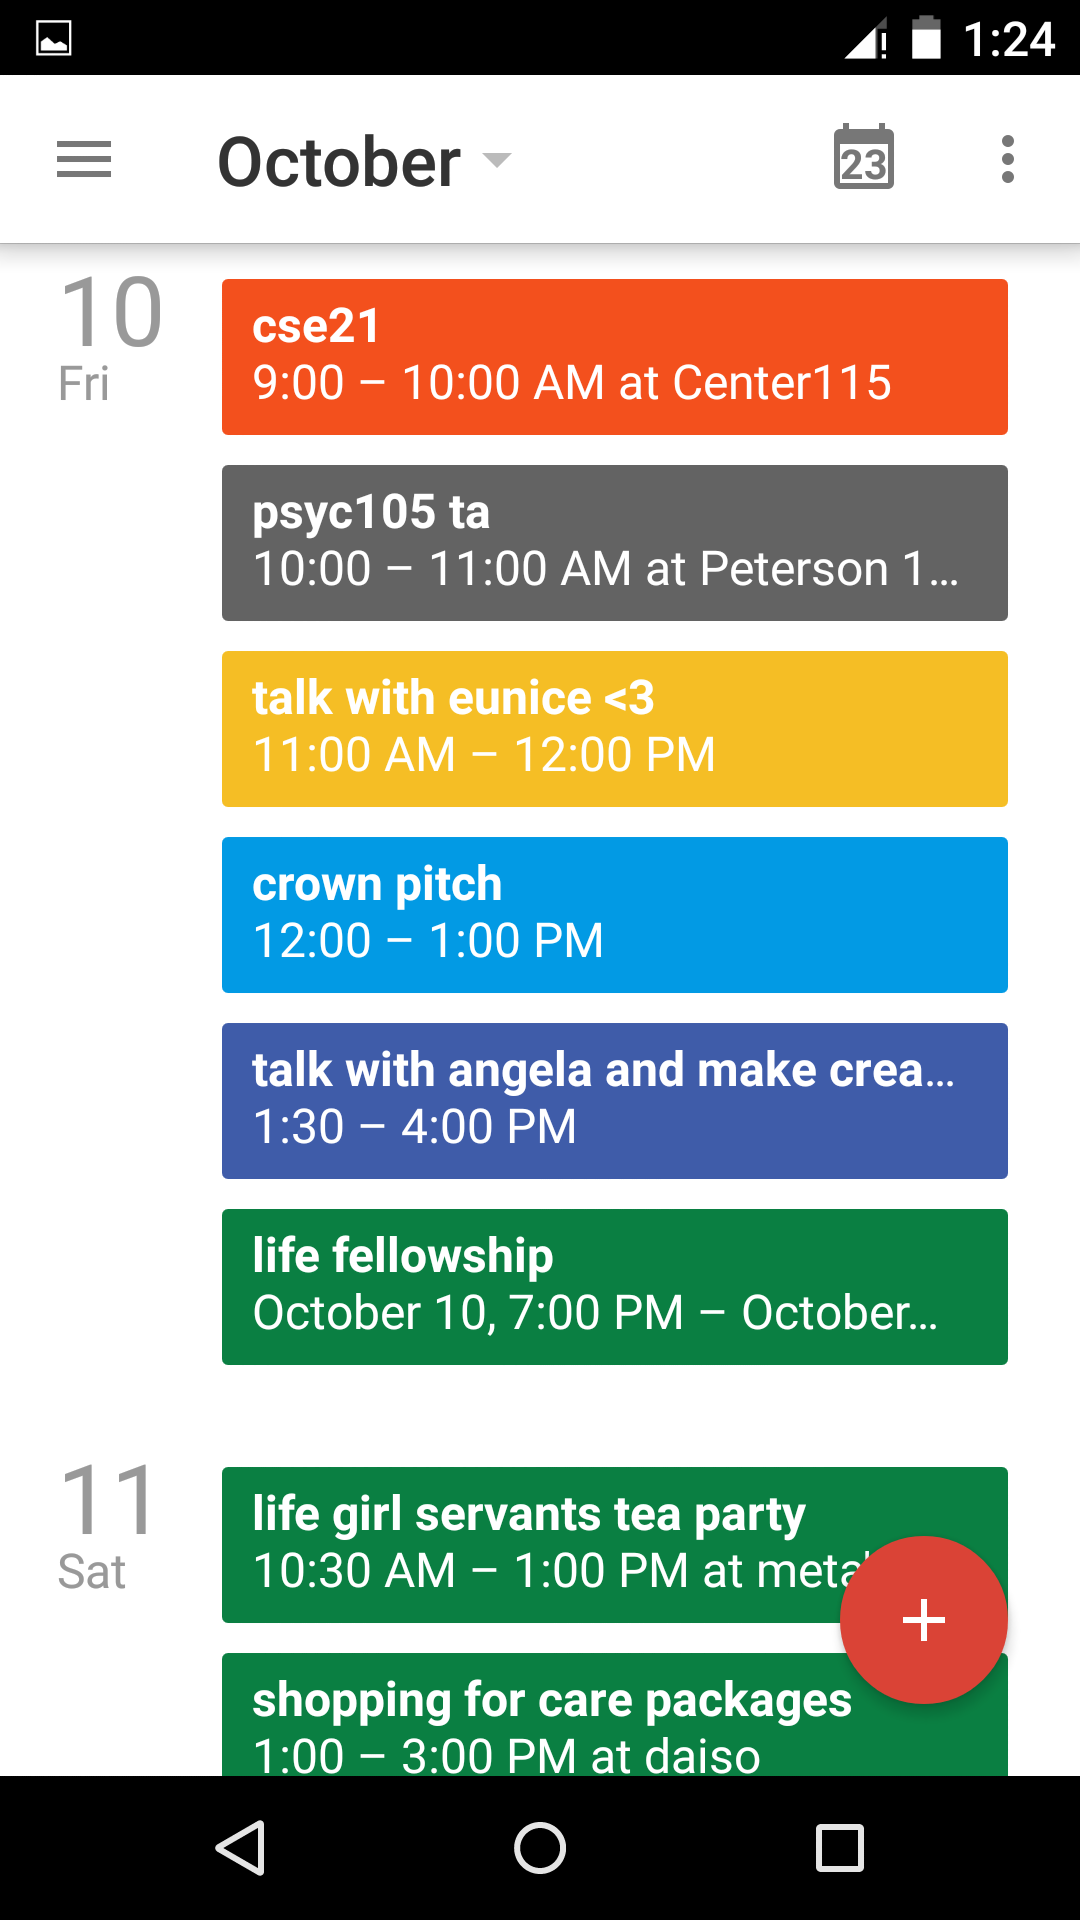 1:24
October
23
10
Fri
cse21
9:00 – 10:00 AM at Center115
psyc105 ta
10:00 – 11:00 AM at Peterson 1...
talk with eunice <3
11:00 AM – 12:00 PM
crown pitch
12:00 – 1:00 PM
talk with angela and make crea...
1:30 – 4:00 PM
life fellowship
October 10, 7:00 PM – October...
11
Sat
life girl servants tea party
10:30 AM – 1:00 PM at
shopping for care packages
1:00 – 3:00 PM at daiso